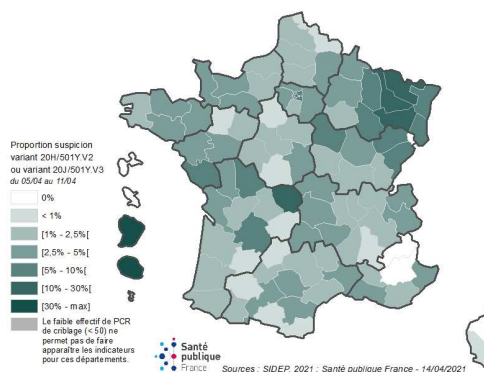 Proportion suspicion
variant 20H/501Y.V2
ou variant 20J/501Y.V3
du 05/04 au 11/04
0%
< 1%
[1% - 2,5%[
[2,5% - 5%[
[5% - 10%[
[10% - 30%[
[30% - max]
Le faible effectif de PCR
de criblage (< 50) ne
permet pas de faire
apparaître les indicateurs
pour ces départements.
Santé
publique
France
Sources : SIDEP, 2021 ; Santé publique France - 14/04/2021